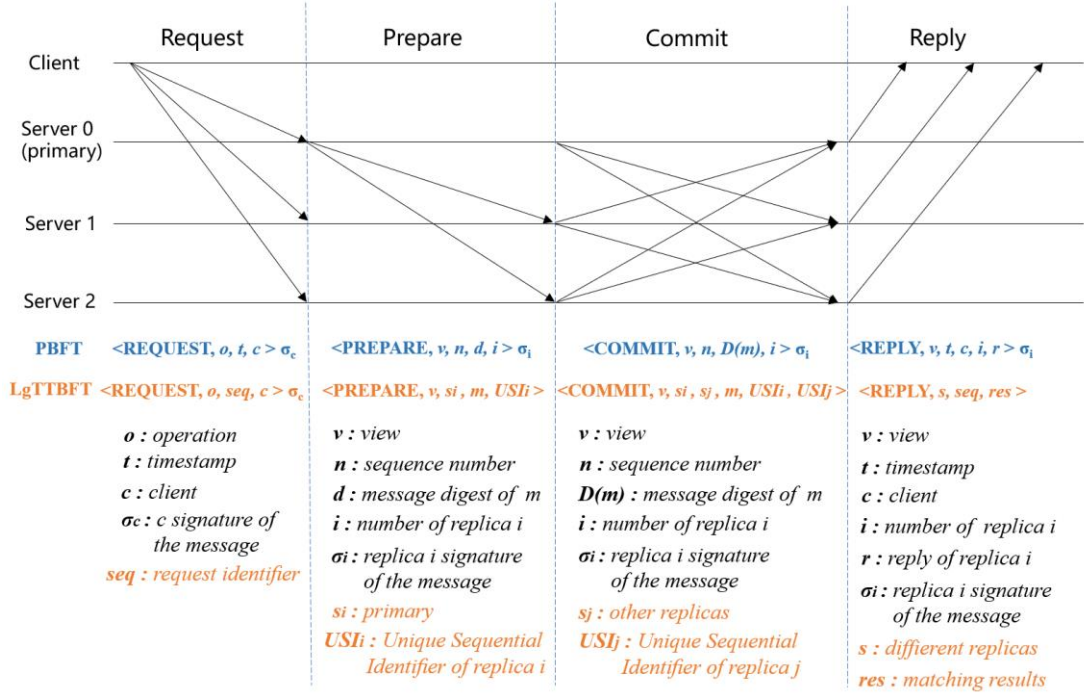 Request Prepare Commit Reply
Client
Server 0
(primary)
Server 1
Server 2
PBFT <REQUEST, o, t, c > σc <PREPARE, v, n, d, i > σi <COMMIT, v, n, D(m), i > σi <REPLY, v, t, c, i, r > σi
LgTTBFT <REQUEST, o, seq, c > σc <PREPARE, v, si , m, USIi > <COMMIT, v, si , sj , m, USIi , USIj > <REPLY, s, seq, res >
o : operation
t : timestamp
c : client
σc : c signature of
the message
seq : request identifier
v : view
n : sequence number
d : message digest of m
i : number of replica i
σi : replica i signature
of the message
si : primary
USIi : Unique Sequential
Identifier of replica i
v : view
n : sequence number
D(m) : message digest of m
i : number of replica i
σi : replica i signature
of the message
sj : other replicas
USIj : Unique Sequential
Identifier of replica j
v : view
t : timestamp
c : client
i : number of replica i
r : reply of replica i
σi : replica i signature
of the message
s : diffierent replicas
res : matching results